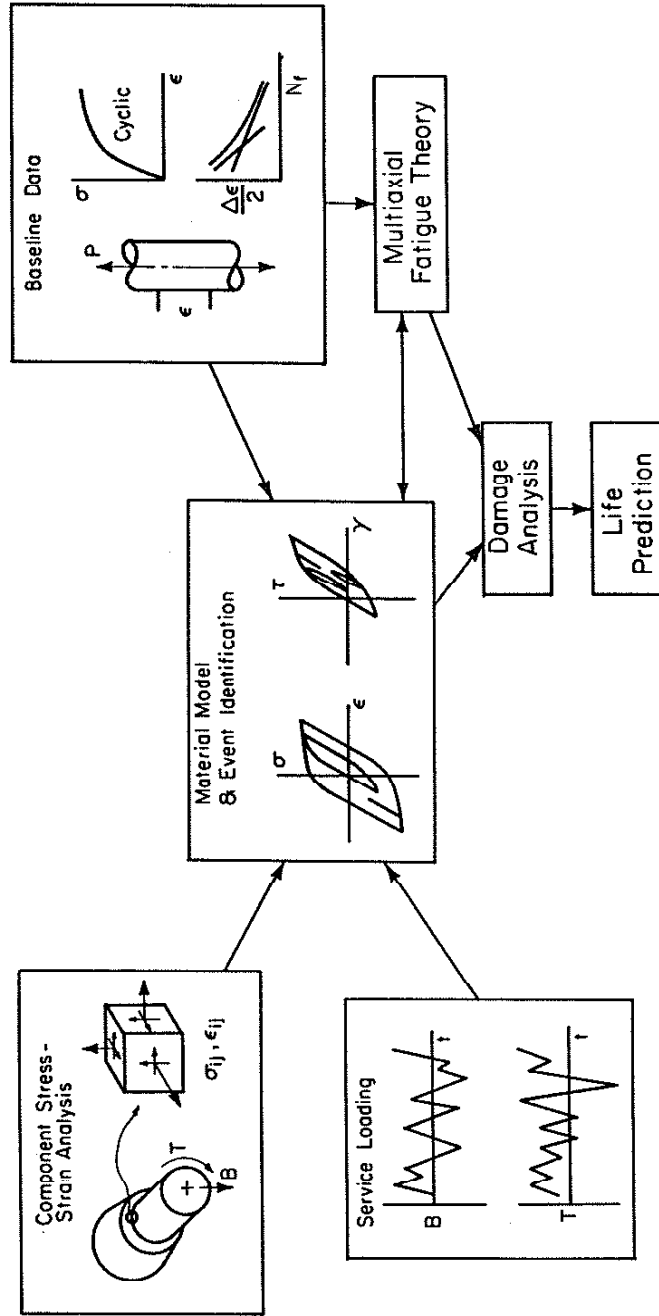 Component Stress-
Strain Analysis
T
B
σij, ϵij
Service Loading
B
t
T
t
Material Model
& Event Identification
σ
ϵ
τ
γ
Baseline Data
P
ϵ
σ
Cyclic
ϵ
Δϵ
2
Nf
Multiaxial
Fatigue Theory
Damage
Analysis
Life
Prediction